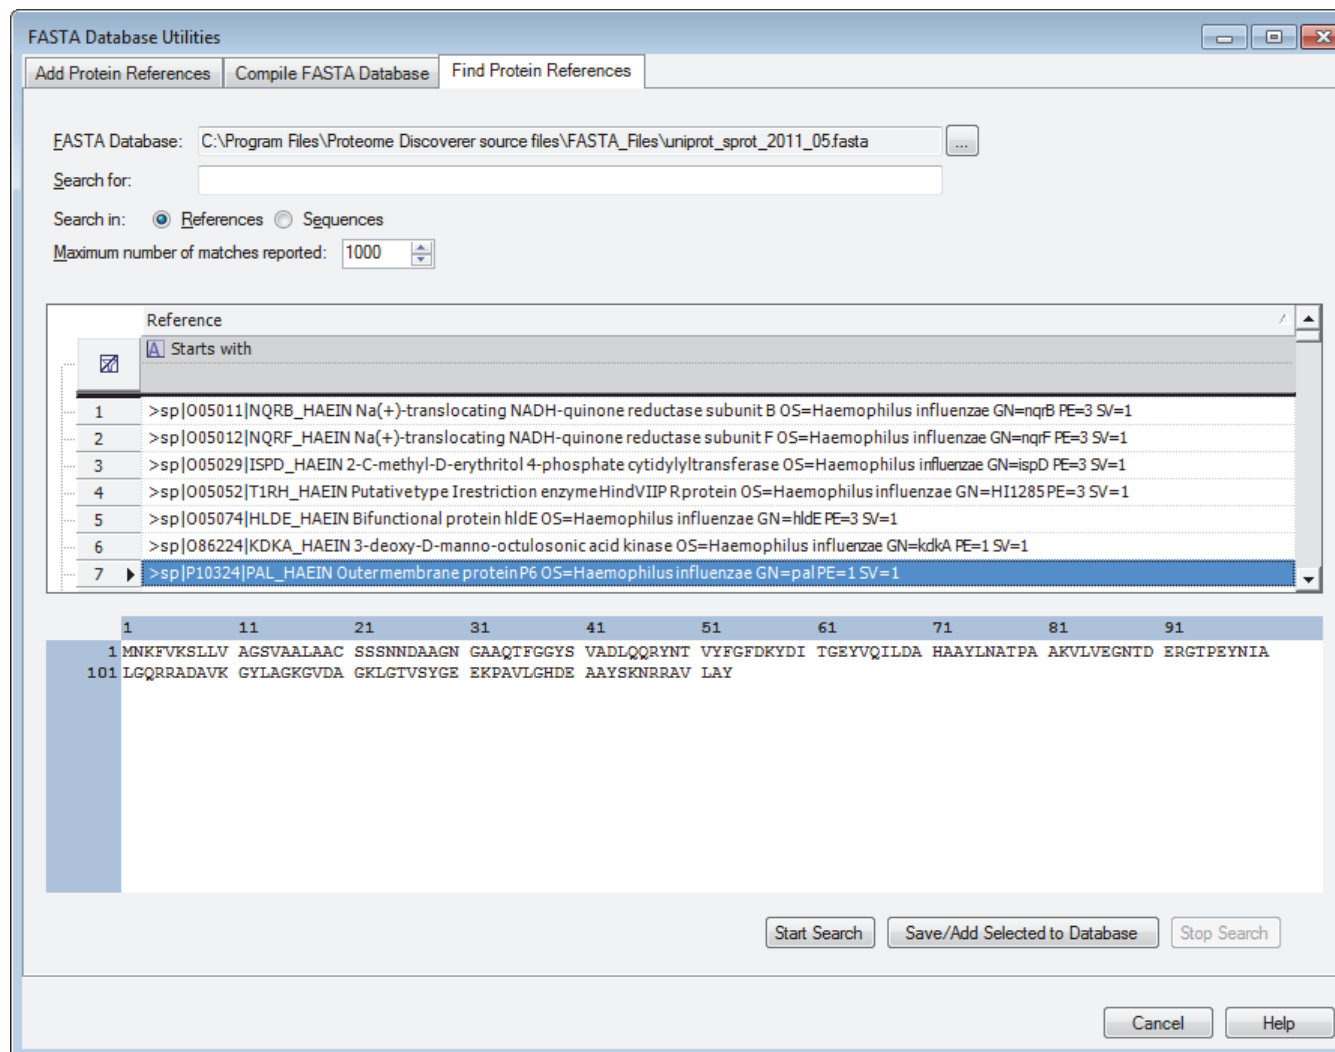 FASTA Database Utilities
Add Protein References Compile FASTA Database Find Protein References
FASTA Database: C:\Program Files\Proteome Discoverer source files\FASTA_Files\uniprot_sprot_2011_05.fasta ...
Search for:
Search in: References Sequences
Maximum number of matches reported: 1000
Reference
A Starts with
1 >sp|O05011|NQRB_HAEIN Na(+)-translocating NADH-quinone reductase subunit B OS=Haemophilus influenzae GN=nqrB PE=3 SV=1
2 >sp|O05012|NQRF_HAEIN Na(+)-translocating NADH-quinone reductase subunit F OS=Haemophilus influenzae GN=nqrF PE=3 SV=1
3 >sp|O05029|ISPD_HAEIN 2-C-methyl-D-erythritol 4-phosphate cytidylyltransferase OS=Haemophilus influenzae GN=ispD PE=3 SV=1
4 >sp|O05052|T1RH_HAEIN Putative type I restriction enzyme HindVIIP R protein OS=Haemophilus influenzae GN=HI1285 PE=3 SV=1
5 >sp|O05074|HLDE_HAEIN Bifunctional protein hldE OS=Haemophilus influenzae GN=hldE PE=3 SV=1
6 >sp|O86224|KDKA_HAEIN 3-deoxy-D-manno-octulosonic acid kinase OS=Haemophilus influenzae GN=kdkA PE=1 SV=1
7 >sp|P10324|PAL_HAEIN Outer membrane protein P6 OS=Haemophilus influenzae GN=pal PE=1 SV=1
1 11 21 31 41 51 61 71 81 91
1 MNKFVKSLLV AGSVAALAAC SSSNNDAAGN GAAQTFGGYS VADLQQRYNT VYFGFDKYDI TGEYVQILDA HAAYLNATPA AKVLVEGNTD ERGTPEYNIA
101 LGQRRADAVK GYLAGKGVDA GKLGTVSYGE EKPAVLGHDE AAYSKNRRAV LAY
Start Search Save/Add Selected to Database Stop Search
Cancel Help